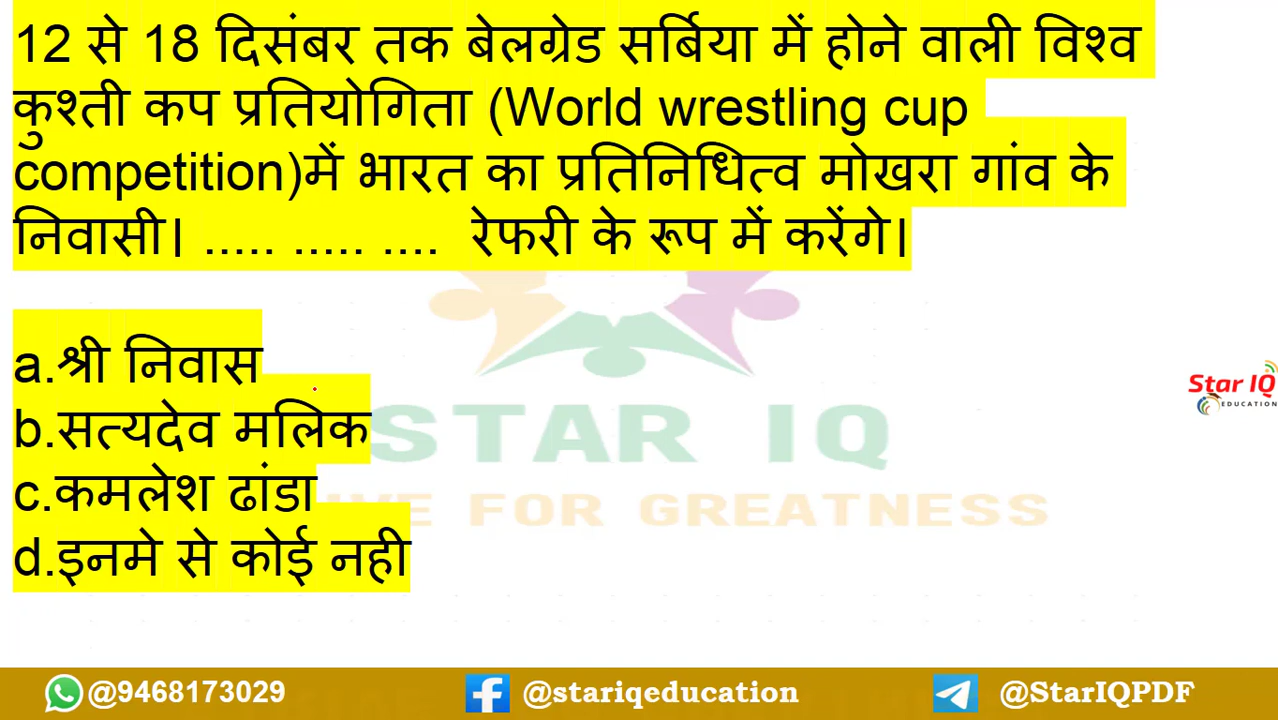 12 से 18 दिसंबर तक बेलग्रेड सर्बिया में होने वाली विश्व
कुश्ती कप प्रतियोगिता (World wrestling cup
competition)में भारत का प्रतिनिधित्व मोखरा गांव के
निवासी। ..... ..... .... रेफरी के रूप में करेंगे।
a.श्री निवास
b.सत्यदेव मलिक
c.कमलेश ढांडा
d.इनमे से कोई नही
STAR IQ
FOR GREATNESS
Star IQ
EDUCATION
@9468173029 @stariqeducation @StarIQPDF